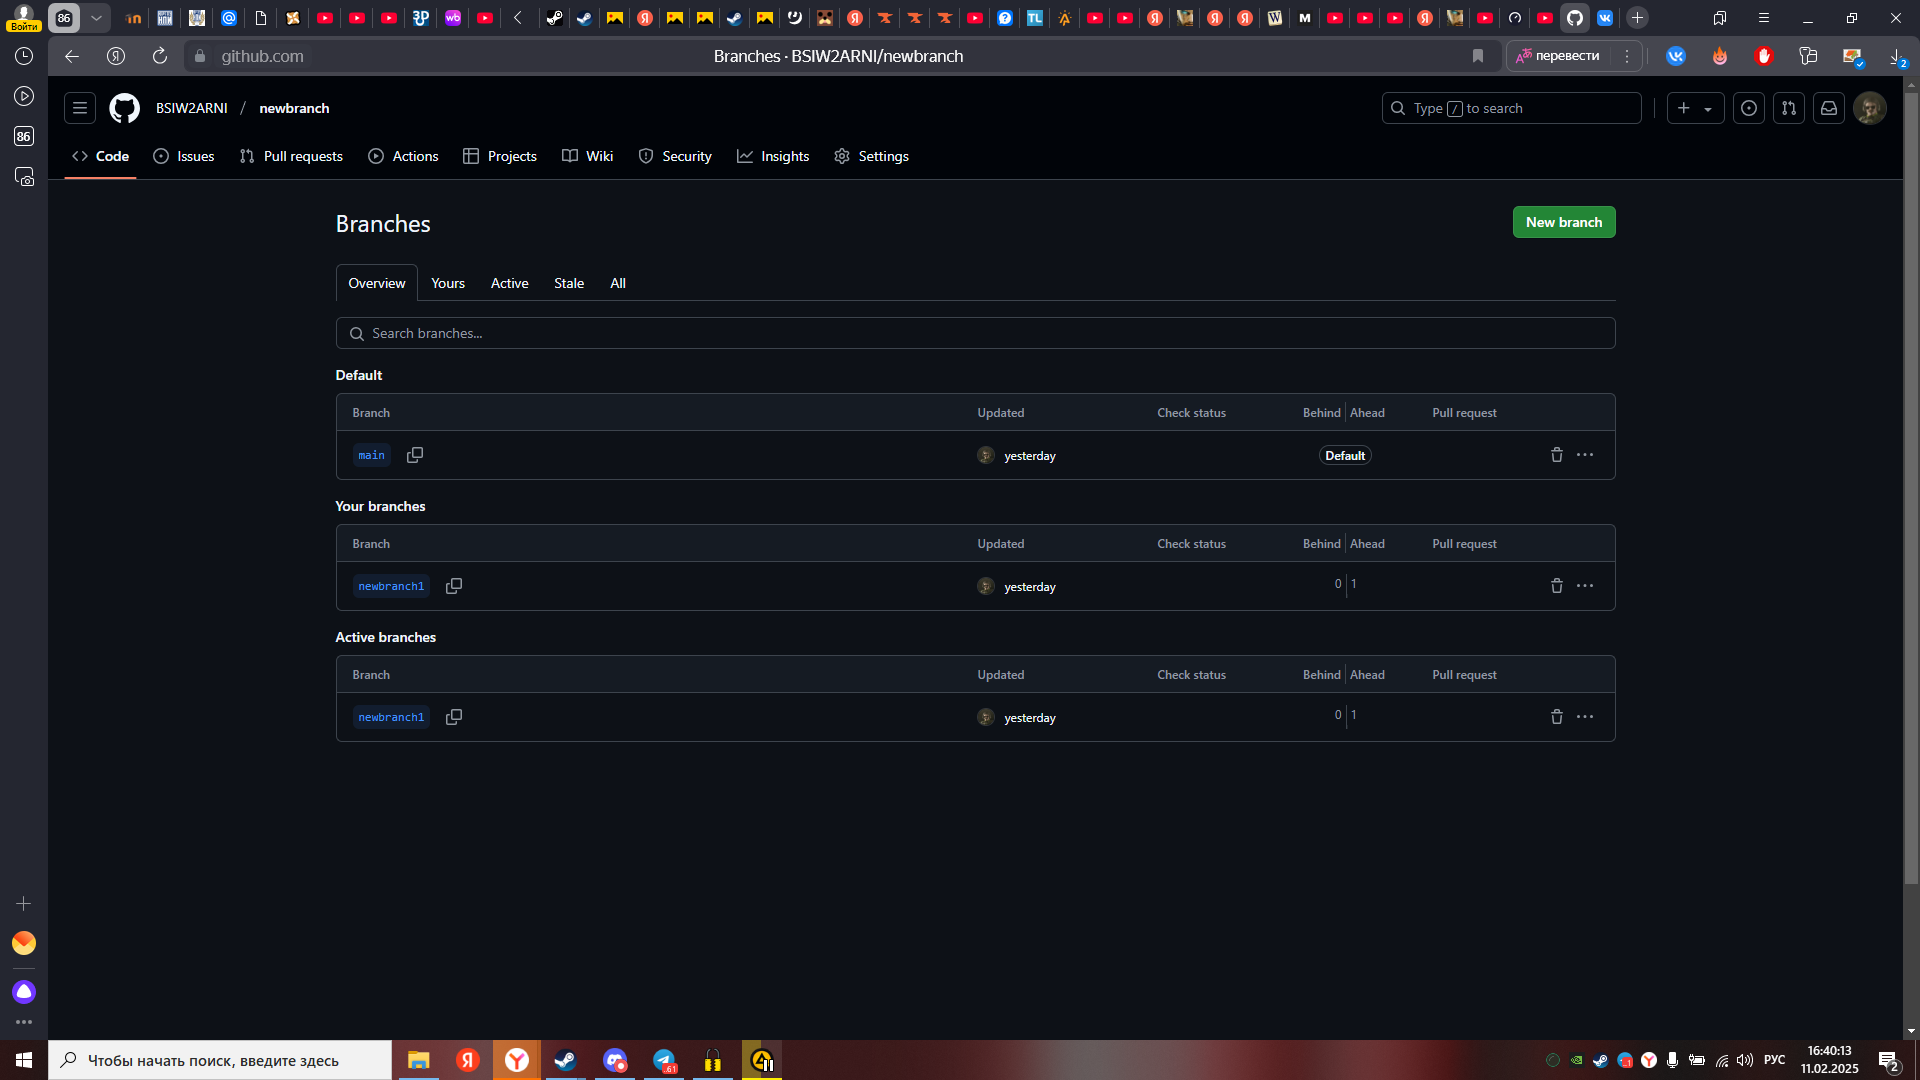 Войти
86
github.com
Branches · BSIW2ARNI/newbranch
перевести
2
86
BSIW2ARNI / newbranch
Type / to search
Code
Issues
Pull requests
Actions
Projects
Wiki
Security
Insights
Settings
Branches
New branch
Overview
Yours
Active
Stale
All
Search branches...
Default
Branch Updated Check status Behind Ahead Pull request
main yesterday Default
Your branches
Branch Updated Check status Behind Ahead Pull request
newbranch1 yesterday 0 1
Active branches
Branch Updated Check status Behind Ahead Pull request
newbranch1 yesterday 0 1
Чтобы начать поиск, введите здесь
РУС
16:40:13
11.02.2025
2